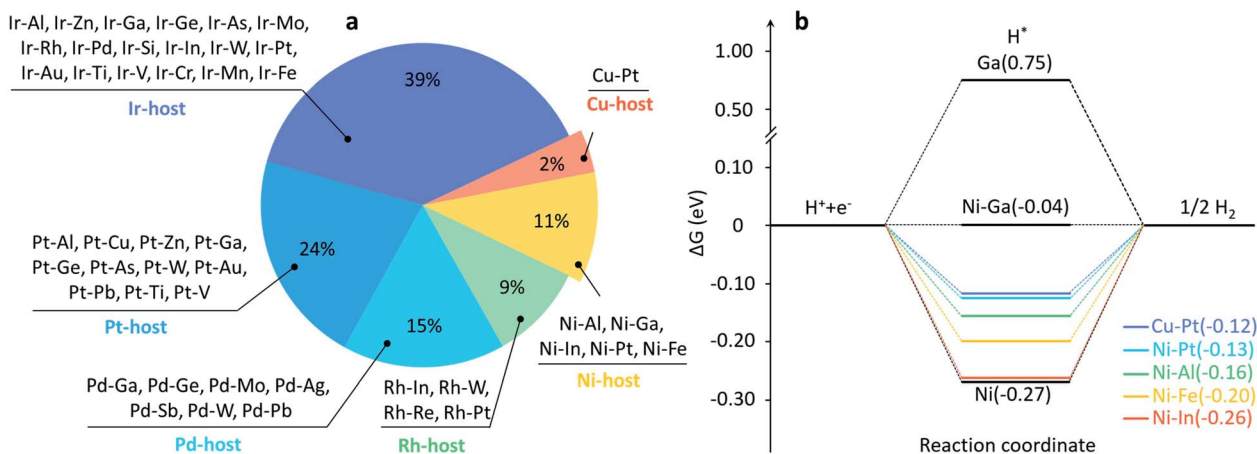 a
Ir-Al, Ir-Zn, Ir-Ga, Ir-Ge, Ir-As, Ir-Mo,
Ir-Rh, Ir-Pd, Ir-Si, Ir-In, Ir-W, Ir-Pt,
Ir-Au, Ir-Ti, Ir-V, Ir-Cr, Ir-Mn, Ir-Fe
Ir-host
39%
Cu-Pt
Cu-host
2%
11%
Ni-Al, Ni-Ga,
Ni-In, Ni-Pt, Ni-Fe
Ni-host
9%
Rh-In, Rh-W,
Rh-Re, Rh-Pt
Rh-host
15%
Pd-Ga, Pd-Ge, Pd-Mo, Pd-Ag,
Pd-Sb, Pd-W, Pd-Pb
Pd-host
24%
Pt-Al, Pt-Cu, Pt-Zn, Pt-Ga,
Pt-Ge, Pt-As, Pt-W, Pt-Au,
Pt-Pb, Pt-Ti, Pt-V
Pt-host
b
ΔG (eV)
1.00
0.50
0.10
0
-0.10
-0.20
-0.30
H*
Ga(0.75)
H⁺+e⁻
Ni-Ga(-0.04)
1/2 H₂
Ni(-0.27)
Cu-Pt(-0.12)
Ni-Pt(-0.13)
Ni-Al(-0.16)
Ni-Fe(-0.20)
Ni-In(-0.26)
Reaction coordinate